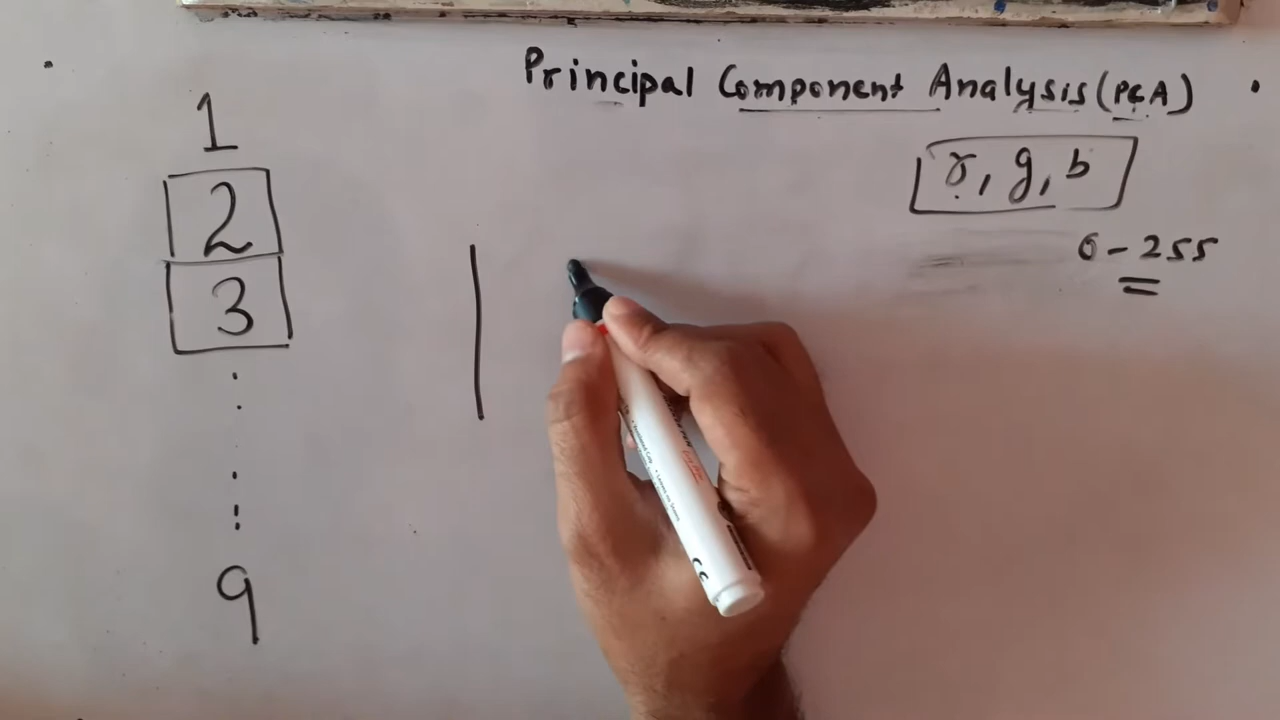 Principal Component Analysis (PCA)
1
r, g, b
2
0-255
3
9